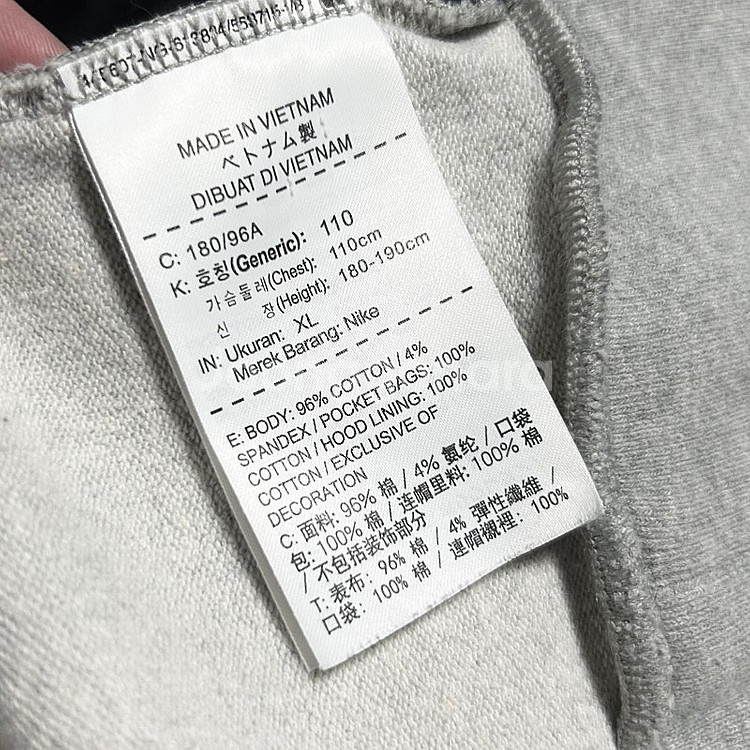 MADE IN VIETNAM
ベトナム製
DIBUAT DI VIETNAM
C: 180/96A
K: 호칭(Generic): 110
가슴둘레(Chest): 110cm
신 장(Height): 180-190cm
IN: Ukuran: XL
Merek Barang: Nike
E: BODY: 96% COTTON / 4%
SPANDEX / POCKET BAGS: 100%
COTTON / HOOD LINING: 100%
COTTON / EXCLUSIVE OF
DECORATION
C: 面料: 96% 棉 / 4% 氨纶 / 口袋
包: 100% 棉 / 连帽里料: 100% 棉
/ 不包括装饰部分
T: 表布: 96% 棉 / 4% 彈性纖維 /
口袋: 100% 棉 / 連帽襯裡: 100%